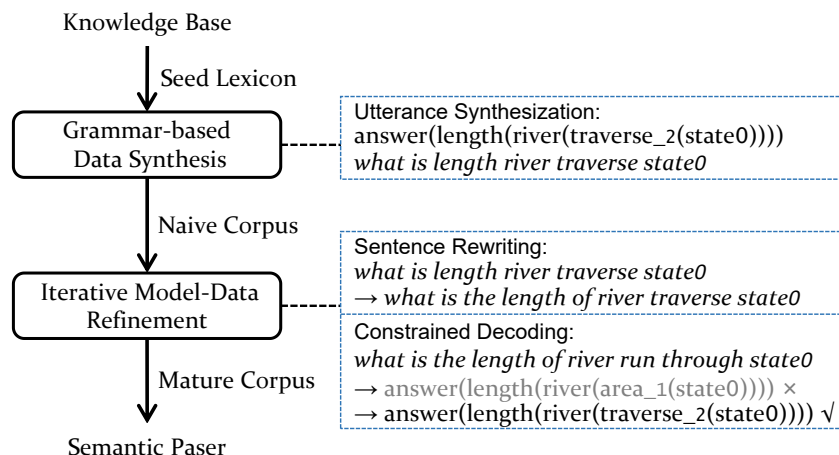 Knowledge Base
Seed Lexicon
Grammar-based
Data Synthesis
Utterance Synthesization:
answer(length(river(traverse_2(state0))))
what is length river traverse state0
Naive Corpus
Iterative Model-Data
Refinement
Sentence Rewriting:
what is length river traverse state0
→ what is the length of river traverse state0
Constrained Decoding:
what is the length of river run through state0
→ answer(length(river(area_1(state0)))) ×
→ answer(length(river(traverse_2(state0)))) √
Mature Corpus
Semantic Paser